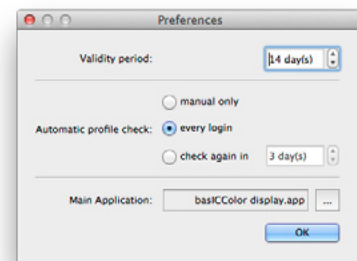 Preferences
Validity period: 14 day(s)
manual only
Automatic profile check: every login
check again in 3 day(s)
Main Application: basICColor display.app ...
OK